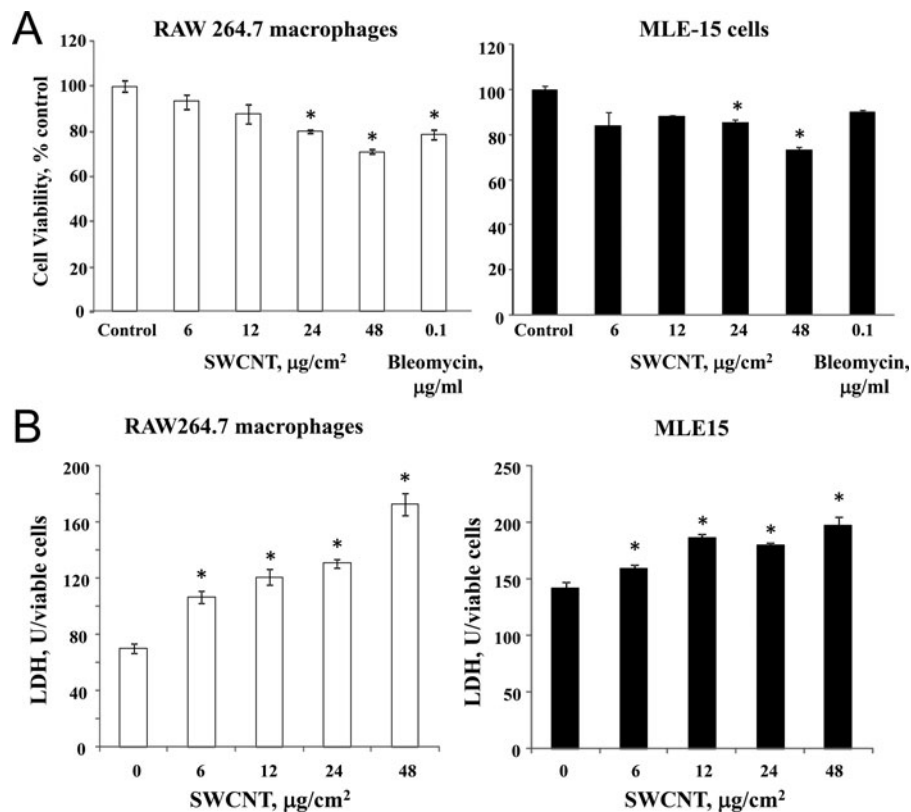 A
RAW 264.7 macrophages
Cell Viability, % control
120
100
80
60
40
20
0
*
*
*
Control 6 12 24 48 0.1
SWCNT, µg/cm²
Bleomycin,
µg/ml
MLE-15 cells
120
100
80
60
40
20
0
*
*
Control 6 12 24 48 0.1
SWCNT, µg/cm²
Bleomycin,
µg/ml
B
RAW264.7 macrophages
LDH, U/viable cells
200
160
120
80
40
0
*
*
*
*
0 6 12 24 48
SWCNT, µg/cm²
MLE15
LDH, U/viable cells
250
200
150
100
50
0
*
*
*
*
0 6 12 24 48
SWCNT, µg/cm²